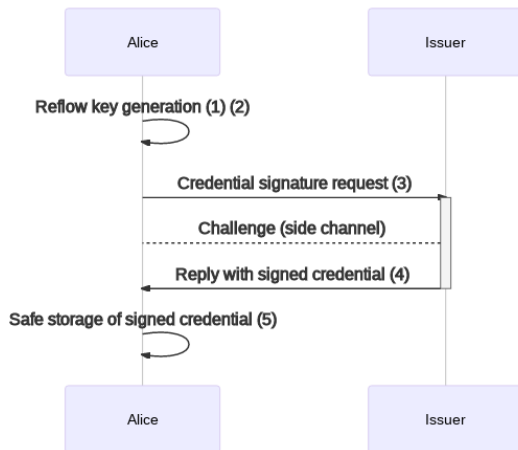 Alice
Issuer
Reflow key generation (1) (2)
Credential signature request (3)
Challenge (side channel)
Reply with signed credential (4)
Safe storage of signed credential (5)
Alice
Issuer